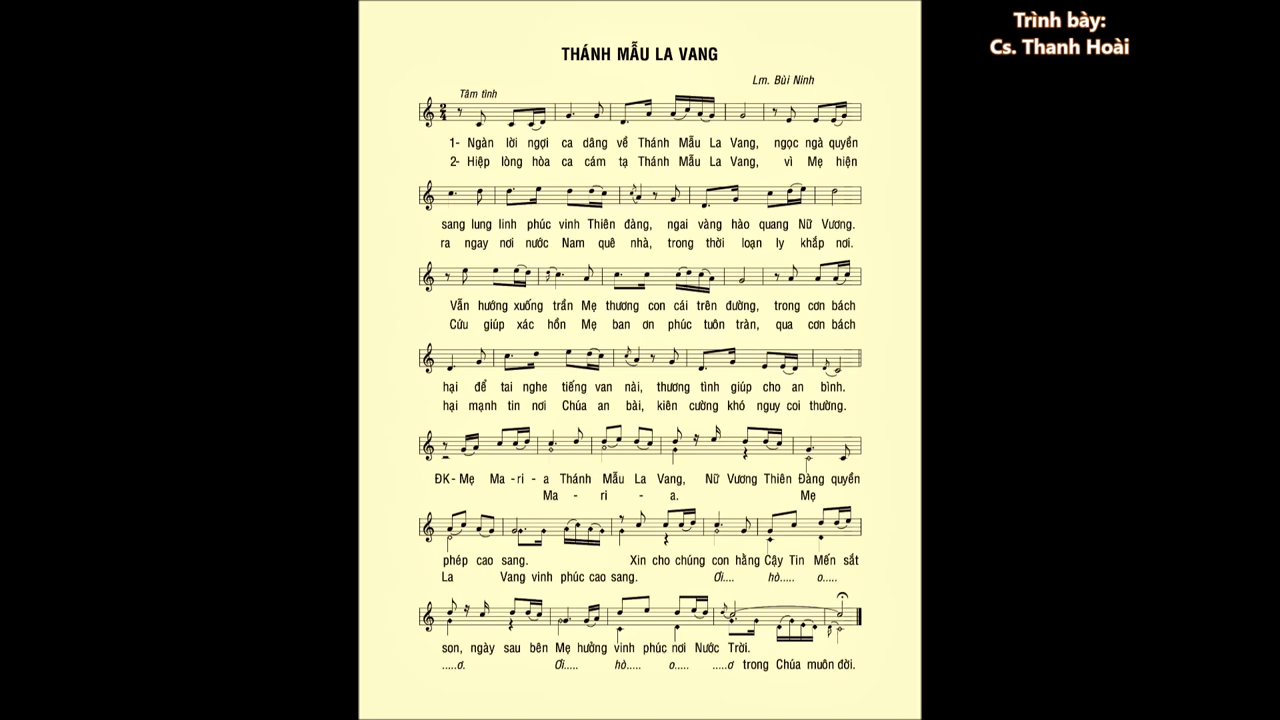 Trình bày:
Cs. Thanh Hoài
THÁNH MẪU LA VANG
Lm. Bùi Ninh
Tâm tình
1- Ngàn lời ngợi ca dâng về Thánh Mẫu La Vang, ngọc ngà quyền
2- Hiệp lòng hòa ca cám tạ Thánh Mẫu La Vang, vì Mẹ hiện
sang lung linh phúc vinh Thiên đàng, ngai vàng hào quang Nữ Vương.
ra ngay nơi nước Nam quê nhà, trong thời loạn ly khắp nơi.
Vẫn hướng xuống trần Mẹ thương con cái trên đường, trong cơn bách
Cứu giúp xác hồn Mẹ ban ơn phúc tuôn tràn, qua cơn bách
hại để tai nghe tiếng van nài, thương tình giúp cho an bình.
hại mạnh tin nơi Chúa an bài, kiên cường khó nguy coi thường.
ĐK- Mẹ Ma - ri - a Thánh Mẫu La Vang, Nữ Vương Thiên Đàng quyền
Ma - ri - a. Mẹ
phép cao sang. Xin cho chúng con hằng Cậy Tin Mến sắt
La Vang vinh phúc cao sang. Ơi.... hò..... o.....
son, ngày sau bên Mẹ hưởng vinh phúc nơi Nước Trời.
.....ơ. Ơi..... hò..... o..... .....ơ trong Chúa muôn đời.